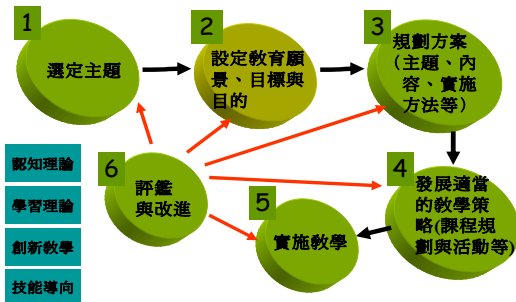 1
選定主題
2
設定教育願
景、目標與
目的
3
規劃方案
（主題、內
容、實施
方法等）
4
發展適當
的教學策
略(課程規
劃與活動等)
5
實施教學
6
評鑑
與改進
認知理論
學習理論
創新教學
技能導向